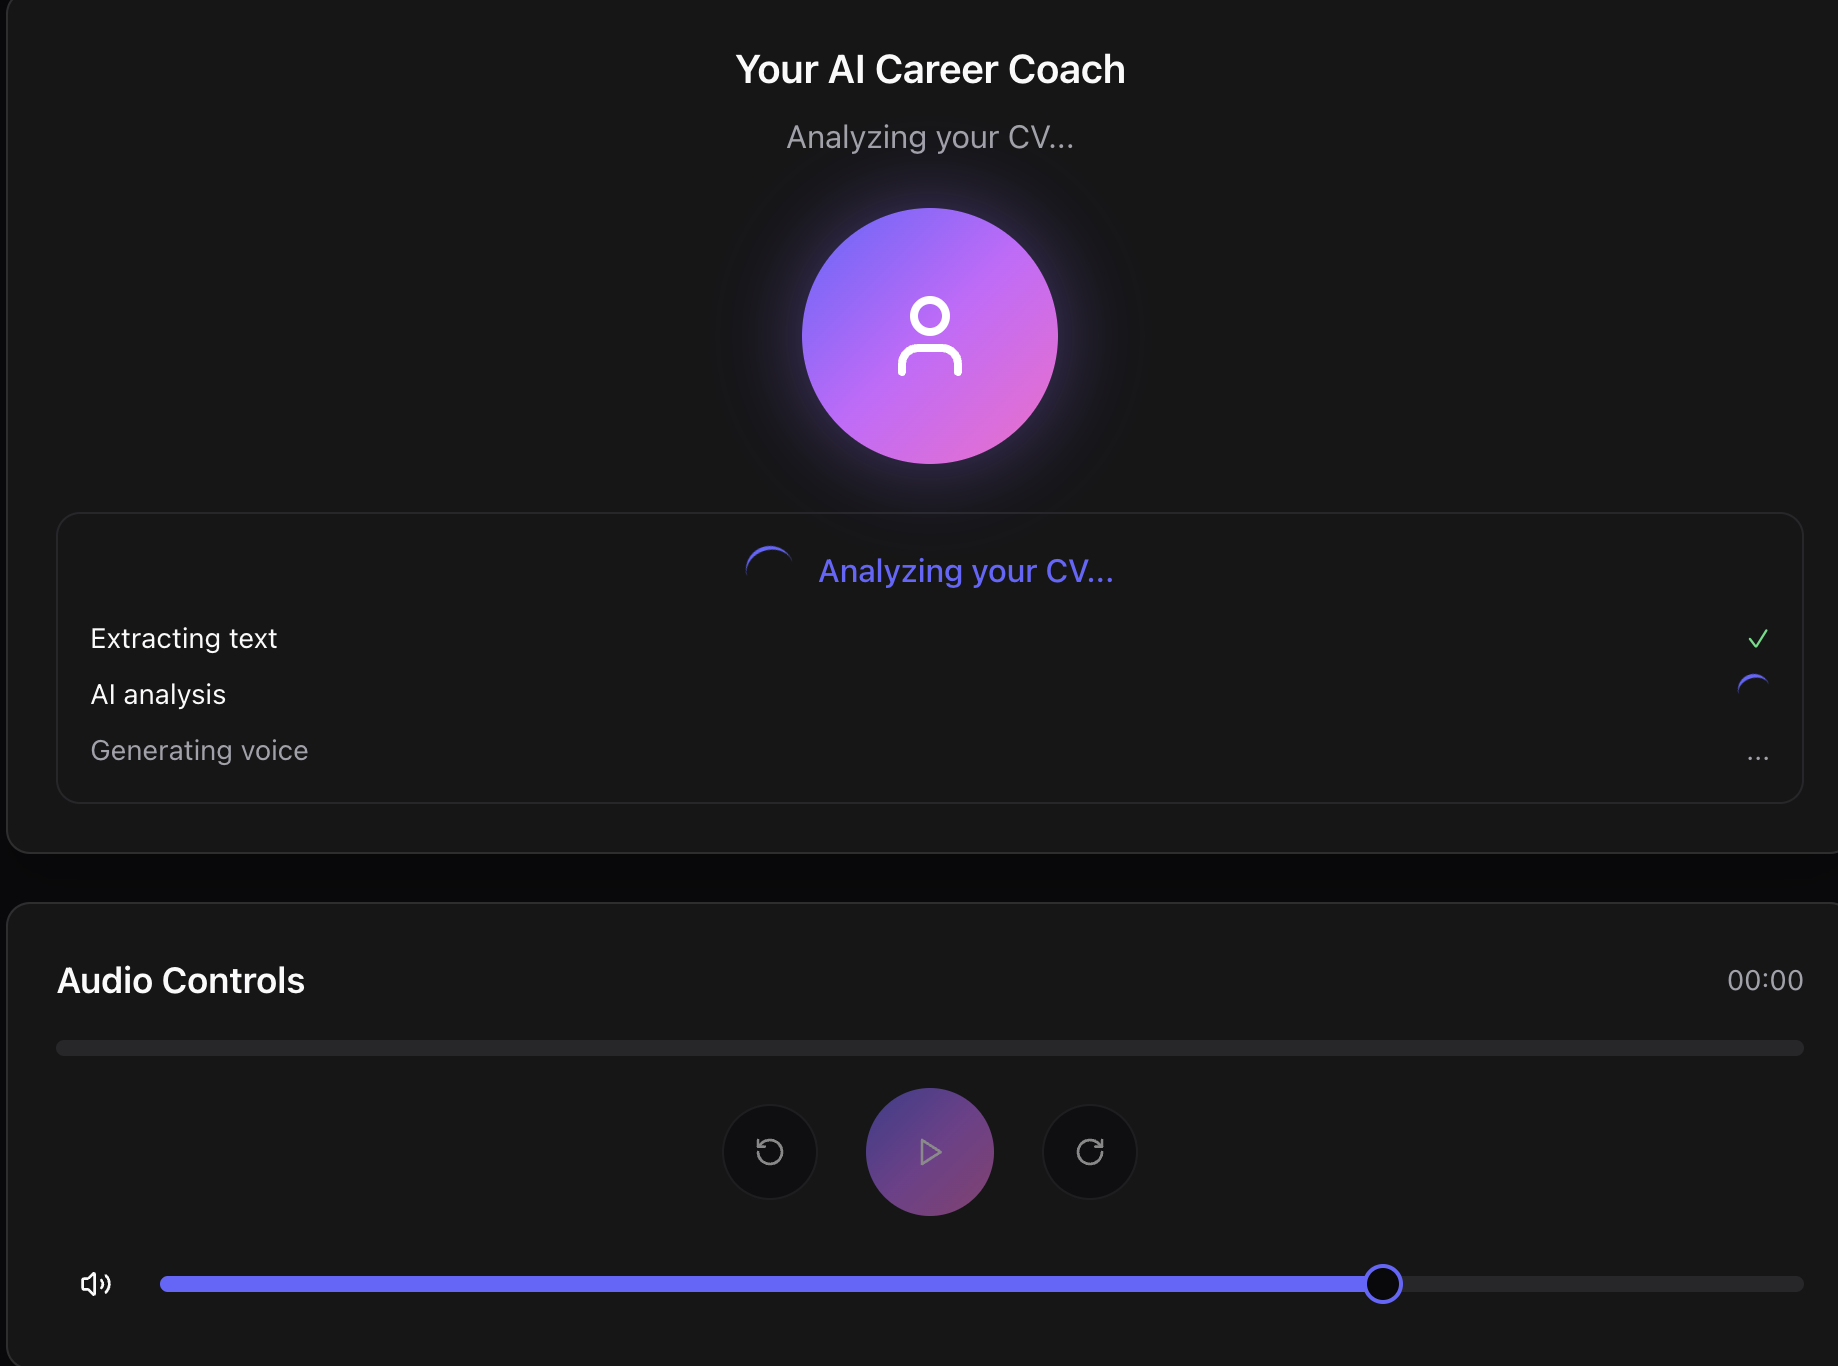 Your AI Career Coach
Analyzing your CV...
Analyzing your CV...
Extracting text
AI analysis
Generating voice ...
Audio Controls 00:00